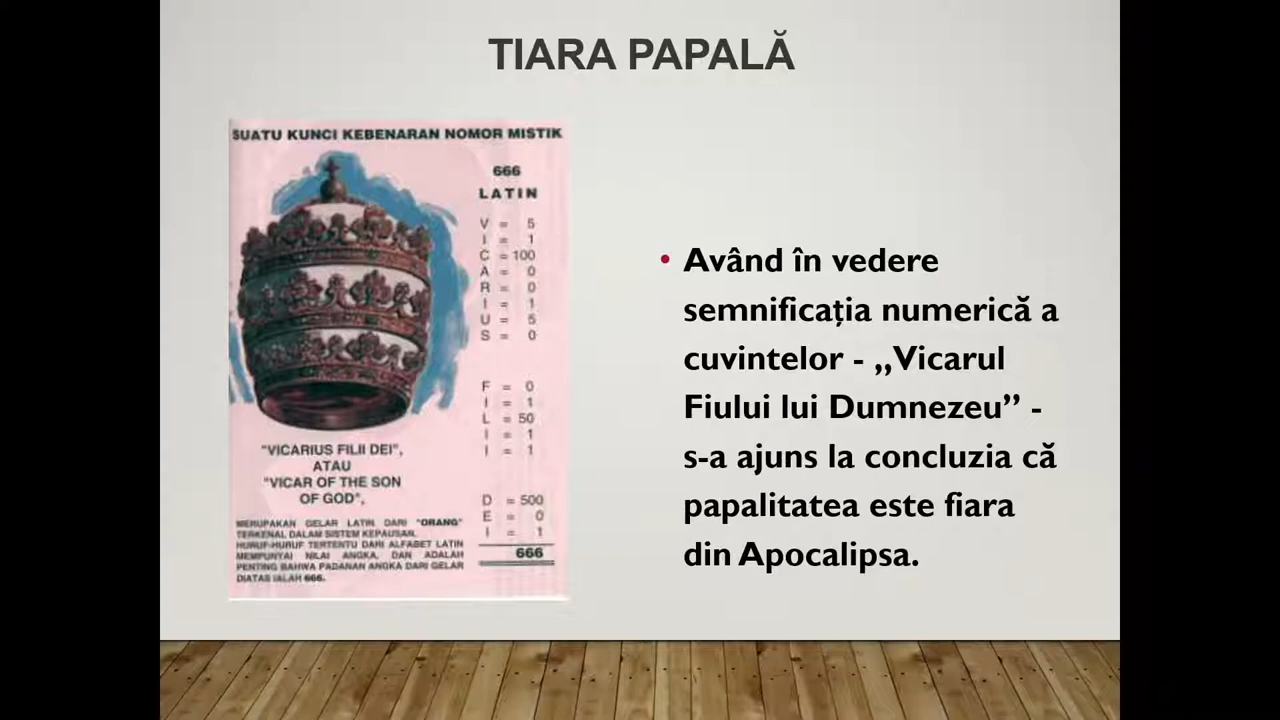 TIARA PAPALĂ
SUATU KUNCI KEBENARAN NOMOR MISTIK
666
LATIN
V = 5
I = 1
C = 100
A = 0
R = 0
I = 1
U = 5
S = 0
F = 0
I = 1
L = 50
I = 1
I = 1
D = 500
E = 0
I = 1
666
"VICARIUS FILII DEI",
ATAU
"VICAR OF THE SON
OF GOD",
MERUPAKAN GELAR LATIN DARI "ORANG"
TERKENAL DALAM SISTEM KEPAUSAN.
HURUF-HURUF TERTENTU DARI ALFABET LATIN
MEMPUNYAI NILAI ANGKA, DAN ADALAH
PENTING BAHWA PADANAN ANGKA DARI GELAR
DIATAS IALAH 666.
• Având în vedere
semnificația numerică a
cuvintelor - „Vicarul
Fiului lui Dumnezeu” -
s-a ajuns la concluzia că
papalitatea este fiara
din Apocalipsa.